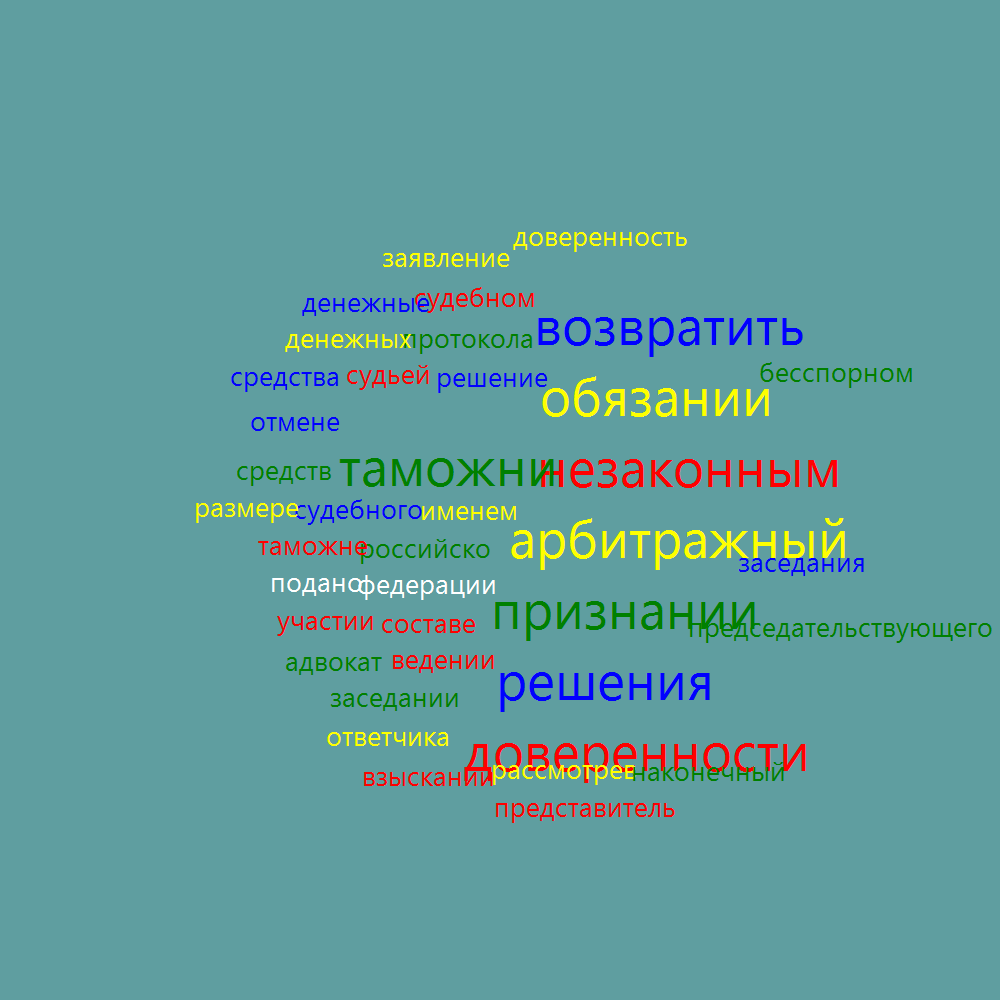 доверенность
заявление
судебном
денежные
возвратить
денежных протокола
бесспорном
средства судьей решение
обязании
отмене
средств таможни незаконным
размере судебного именем
арбитражный
таможне российско
заседания
подано федерации
признании
участии составе
председательствующего
адвокат ведении
решения
заседании
ответчика
доверенности
взыскании рассмотрев наконечный
представитель